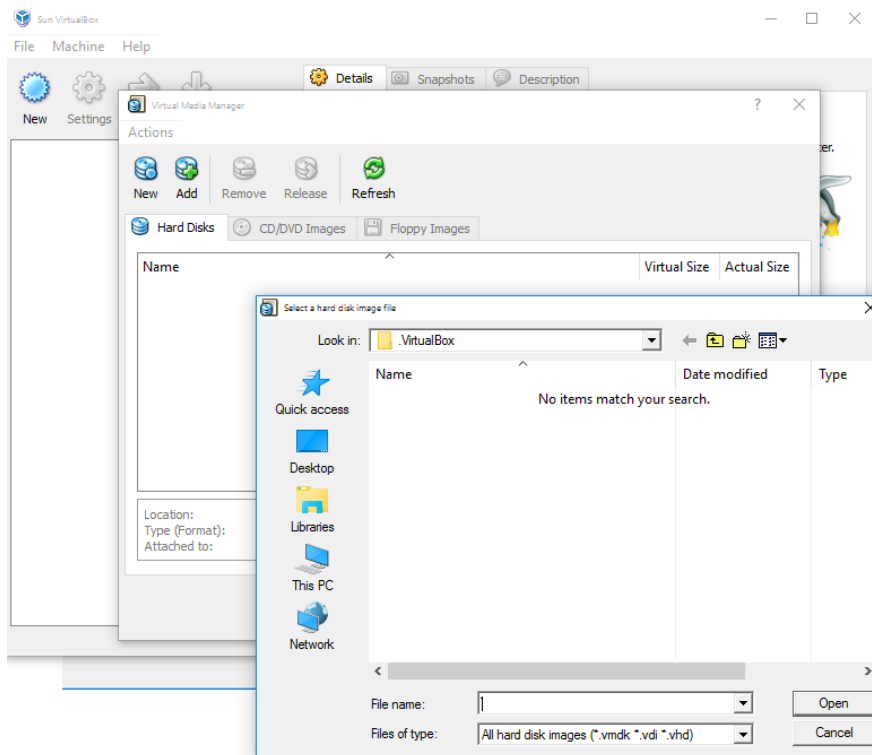 Sun VirtualBox
File Machine Help
New Settings
Details Snapshots Description
ter.
Virtual Media Manager
?
Actions
New Add Remove Release Refresh
Hard Disks CD/DVD Images Floppy Images
Name Virtual Size Actual Size
Location:
Type (Format):
Attached to:
Select a hard disk image file
Look in: .VirtualBox
Name Date modified Type
No items match your search.
Quick access
Desktop
Libraries
This PC
Network
File name: Open
Files of type: All hard disk images (*.vmdk *.vdi *.vhd) Cancel